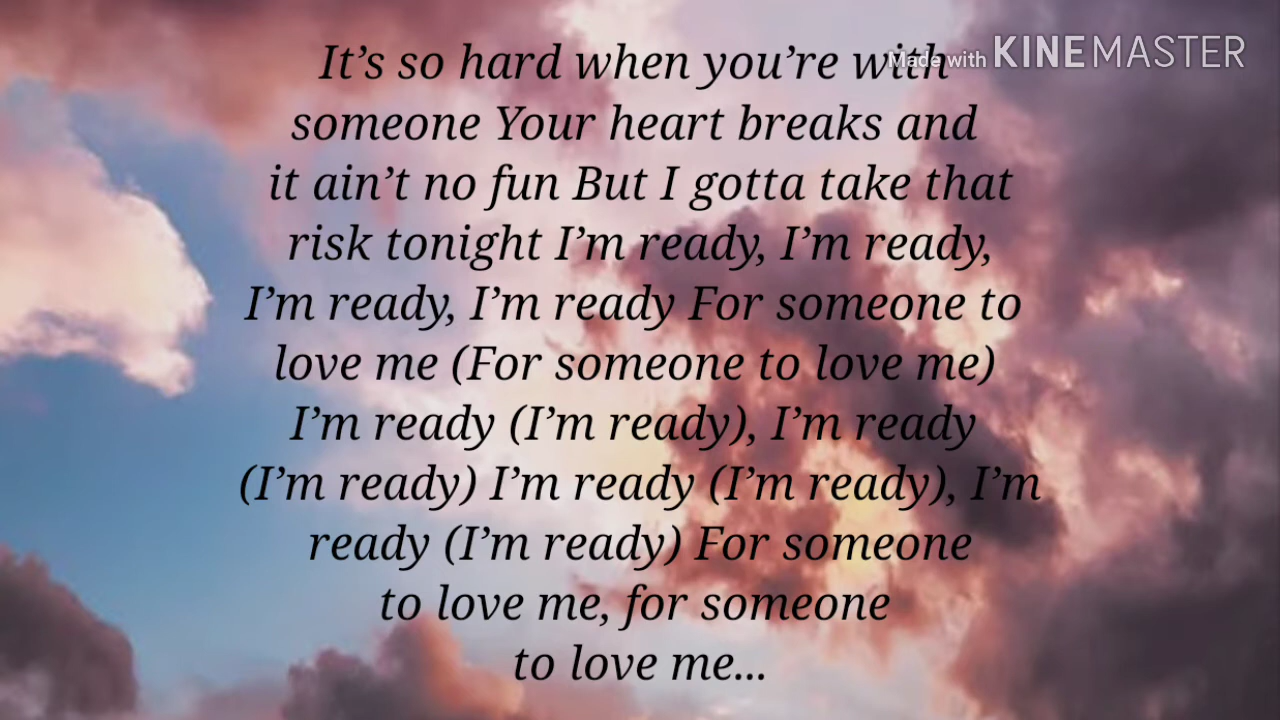 It’s so hard when you’re with
Made with KINEMASTER
someone Your heart breaks and
it ain’t no fun But I gotta take that
risk tonight I’m ready, I’m ready,
I’m ready, I’m ready For someone to
love me (For someone to love me)
I’m ready (I’m ready), I’m ready
(I’m ready) I’m ready (I’m ready), I’m
ready (I’m ready) For someone
to love me, for someone
to love me...